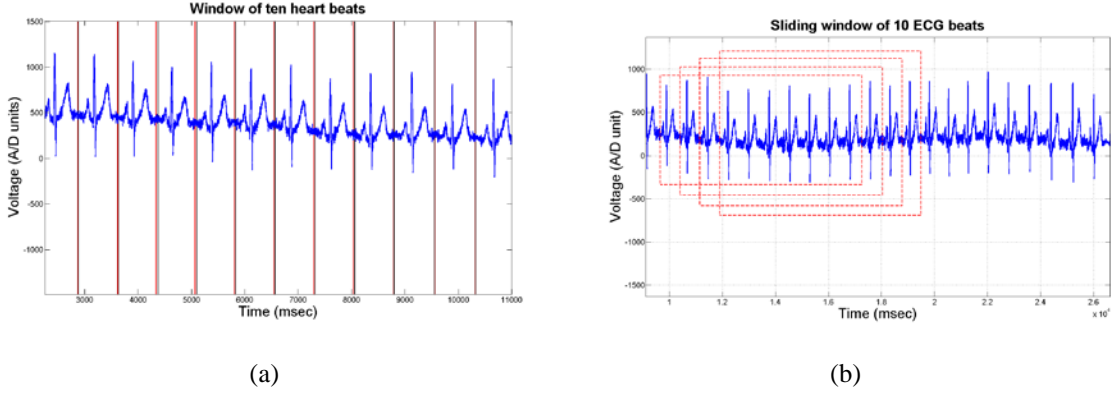 Window of ten heart beats
1500
1000
500
0
-500
-1000
Voltage (A/D units)
3000 4000 5000 6000 7000 8000 9000 10000 11000
Time (msec)
(a)
Sliding window of 10 ECG beats
1000
500
0
-500
-1000
-1500
Voltage (A/D unit)
1 1.2 1.4 1.6 1.8 2 2.2 2.4 2.6
Time (msec)
(b)